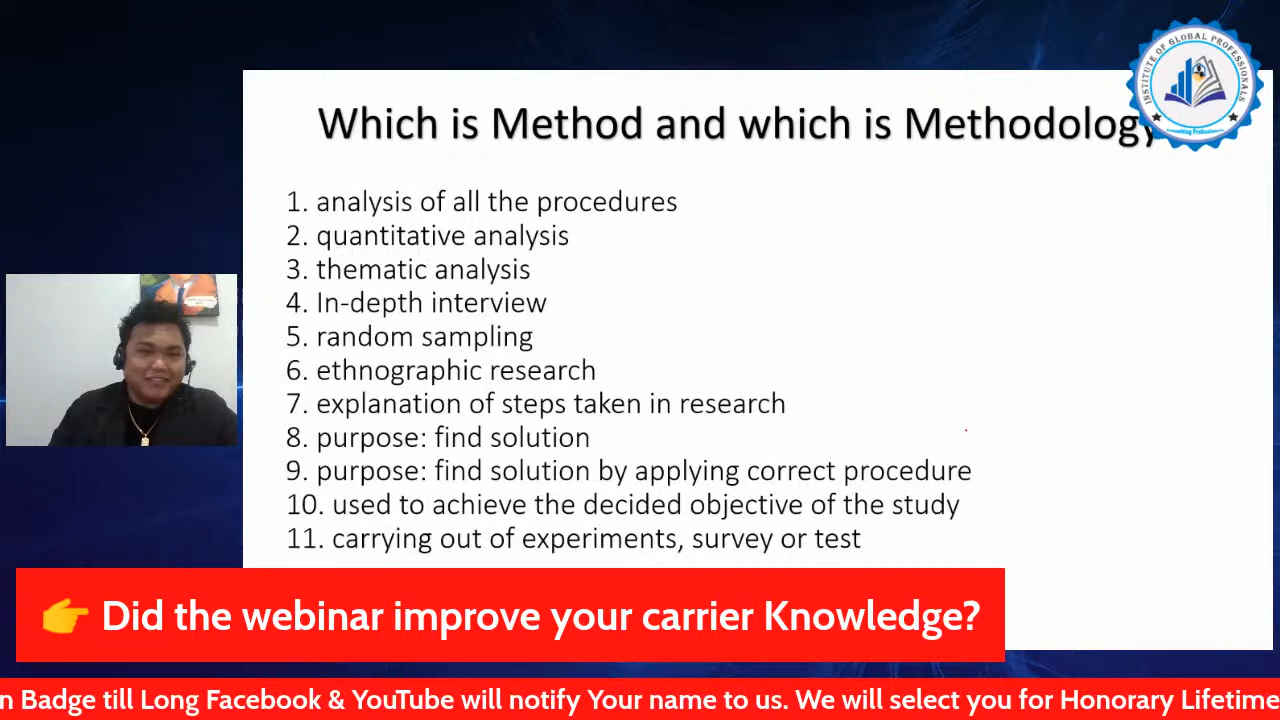 Which is Method and which is Methodology
1. analysis of all the procedures
2. quantitative analysis
3. thematic analysis
4. In-depth interview
5. random sampling
6. ethnographic research
7. explanation of steps taken in research
8. purpose: find solution
9. purpose: find solution by applying correct procedure
10. used to achieve the decided objective of the study
11. carrying out of experiments, survey or test
INSTITUTE OF GLOBAL PROFESSIONALS
Consulting Professionals
👉 Did the webinar improve your carrier Knowledge?
n Badge till Long Facebook & YouTube will notify Your name to us. We will select you for Honorary Lifetime